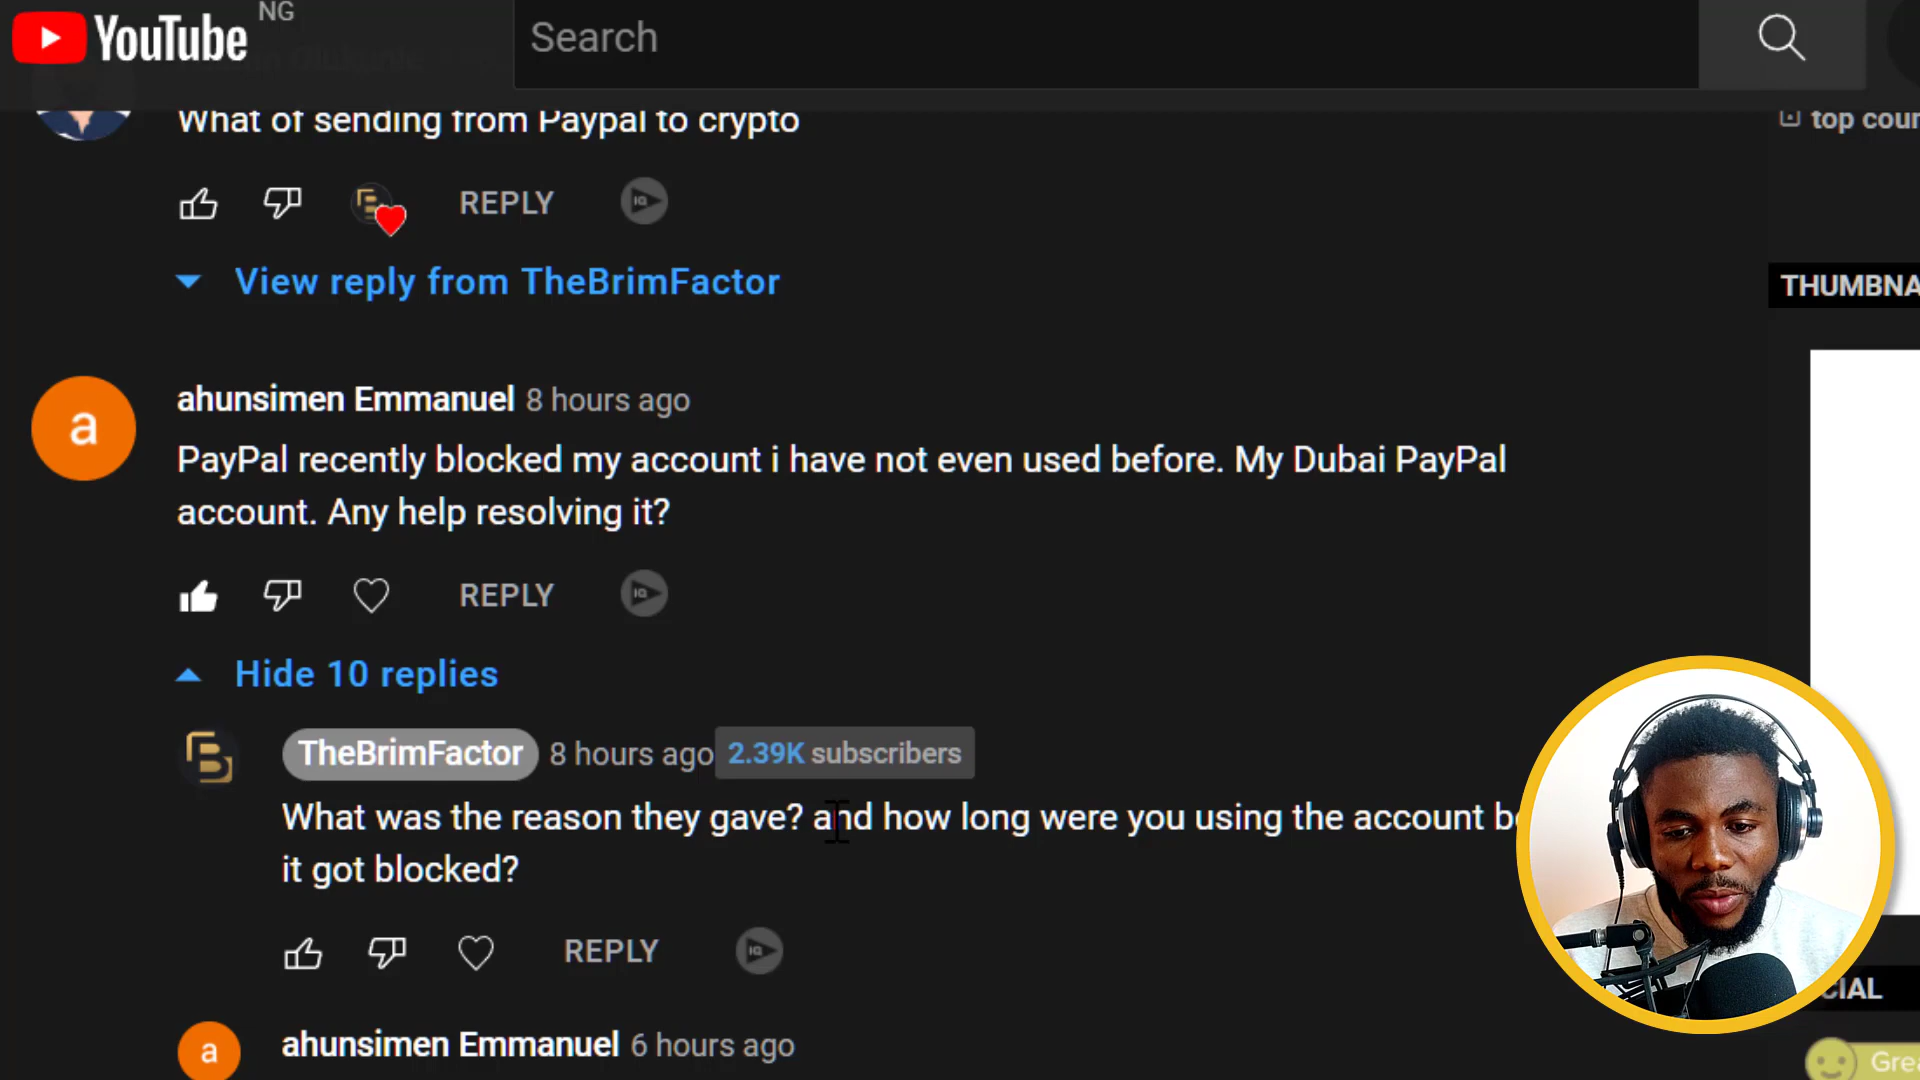 NG
YouTube
Search
What of sending from Paypal to crypto
top cour
REPLY
View reply from TheBrimFactor
THUMBNA
ahunsimen Emmanuel 8 hours ago
a
PayPal recently blocked my account i have not even used before. My Dubai PayPal
account. Any help resolving it?
REPLY
Hide 10 replies
TheBrimFactor 8 hours ago 2.39K subscribers
What was the reason they gave? and how long were you using the account be
it got blocked?
REPLY
CIAL
ahunsimen Emmanuel 6 hours ago
a
Grea